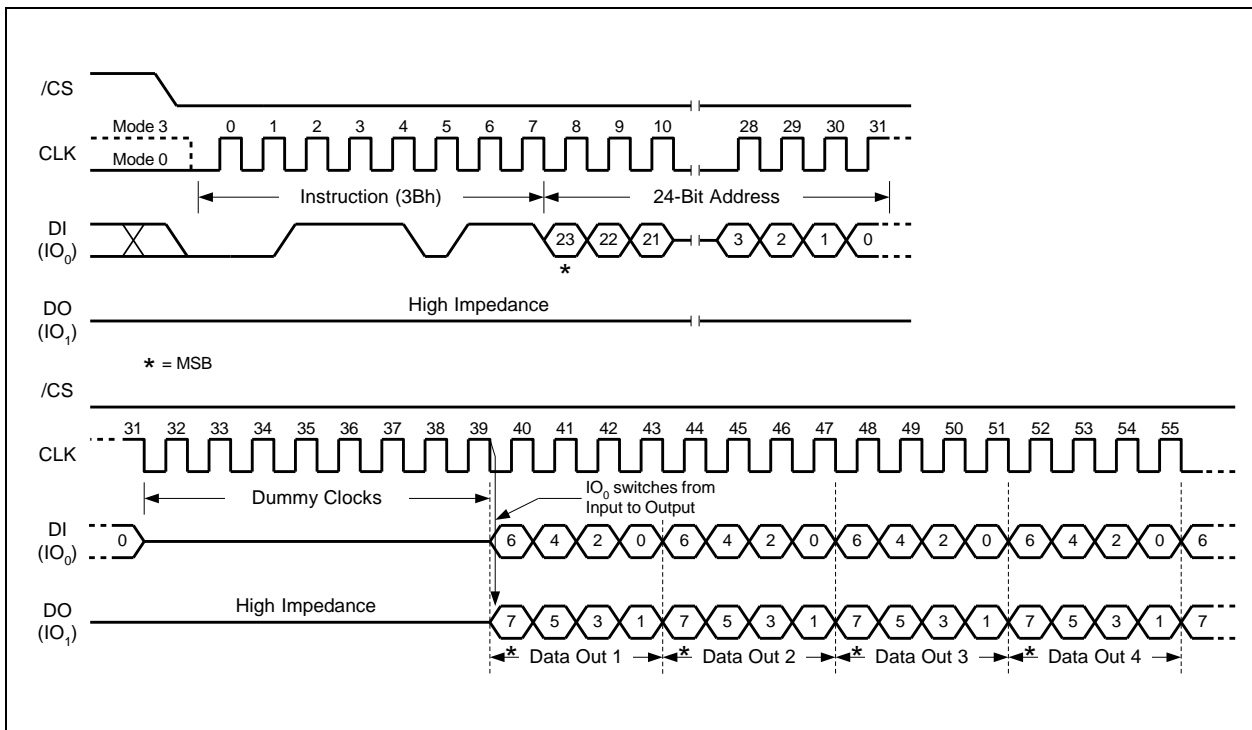 /CS
Mode 3 0 1 2 3 4 5 6 7 8 9 10 28 29 30 31
CLK Mode 0
Instruction (3Bh) 24-Bit Address
DI
(IO0) 23 22 21 3 2 1 0
*
DO High Impedance
(IO1)
* = MSB
/CS
31 32 33 34 35 36 37 38 39 40 41 42 43 44 45 46 47 48 49 50 51 52 53 54 55
CLK
Dummy Clocks IO0 switches from
Input to Output
DI
(IO0) 0 6 4 2 0 6 4 2 0 6 4 2 0 6 4 2 0 6
DO High Impedance
(IO1) 7 5 3 1 7 5 3 1 7 5 3 1 7 5 3 1 7
* Data Out 1 * Data Out 2 * Data Out 3 * Data Out 4